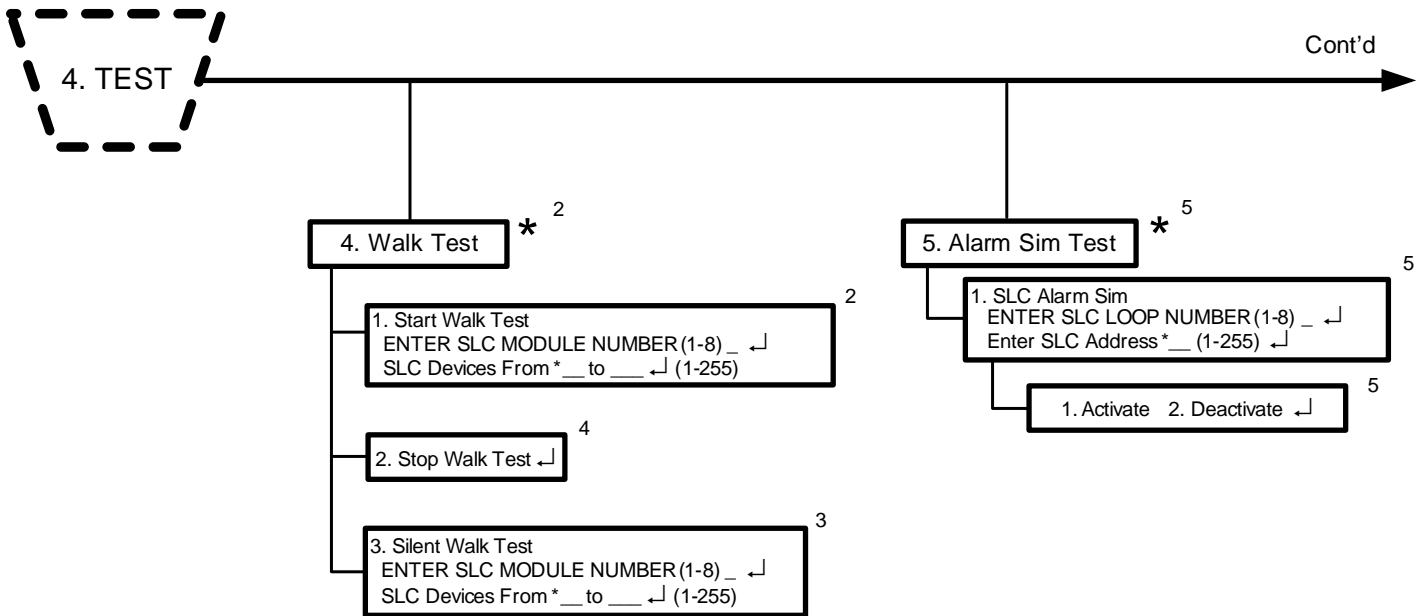 Cont’d
4. TEST
4. Walk Test * 2
2
1. Start Walk Test
ENTER SLC MODULE NUMBER (1-8) _ ↵
SLC Devices From *__ to ___ ↵ (1-255)
4
2. Stop Walk Test ↵
3
3. Silent Walk Test
ENTER SLC MODULE NUMBER (1-8) _ ↵
SLC Devices From *__ to ___ ↵ (1-255)
5. Alarm Sim Test * 5
5
1. SLC Alarm Sim
ENTER SLC LOOP NUMBER (1-8) _ ↵
Enter SLC Address *__ (1-255) ↵
5
1. Activate 2. Deactivate ↵